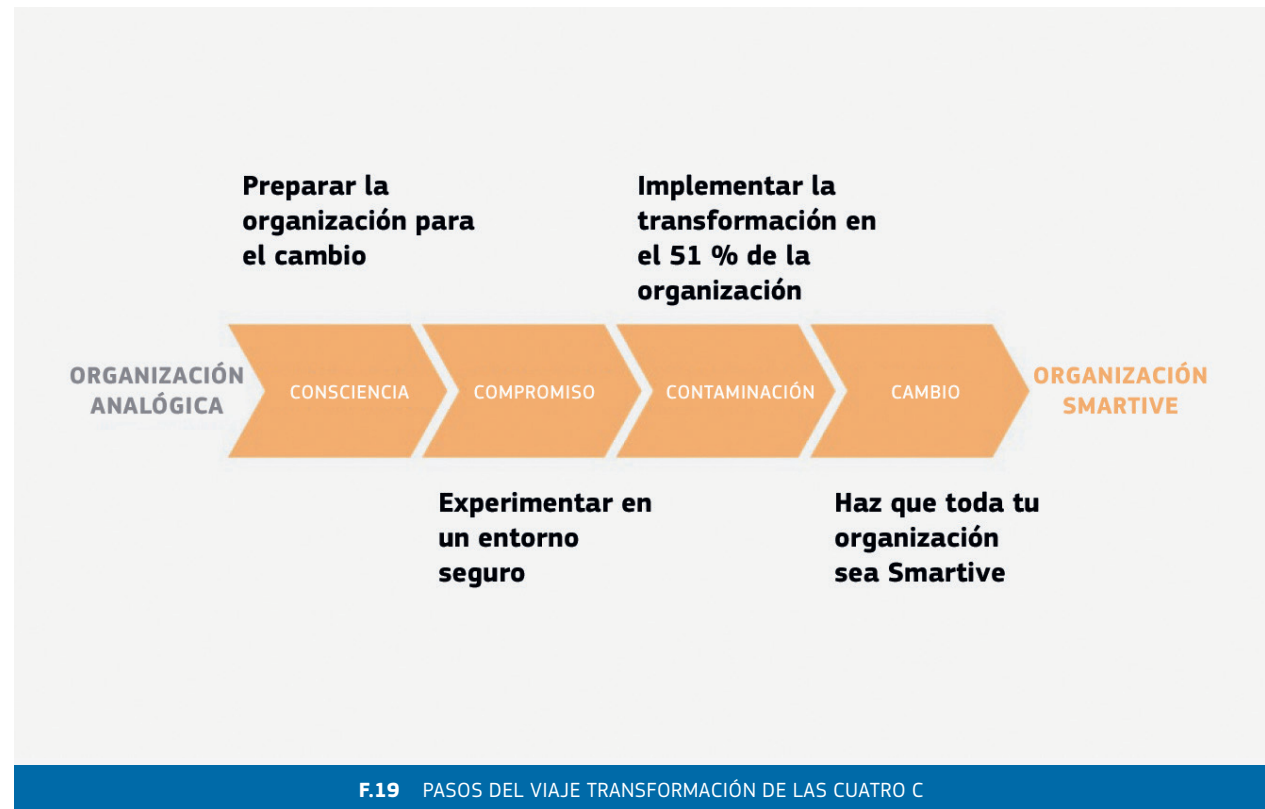 Preparar la
organización para
el cambio
Implementar la
transformación en
el 51 % de la
organización
ORGANIZACIÓN
ANALÓGICA
CONSCIENCIA
COMPROMISO
CONTAMINACIÓN
CAMBIO
ORGANIZACIÓN
SMARTIVE
Experimentar en
un entorno
seguro
Haz que toda tu
organización
sea Smartive
F.19 PASOS DEL VIAJE TRANSFORMACIÓN DE LAS CUATRO C